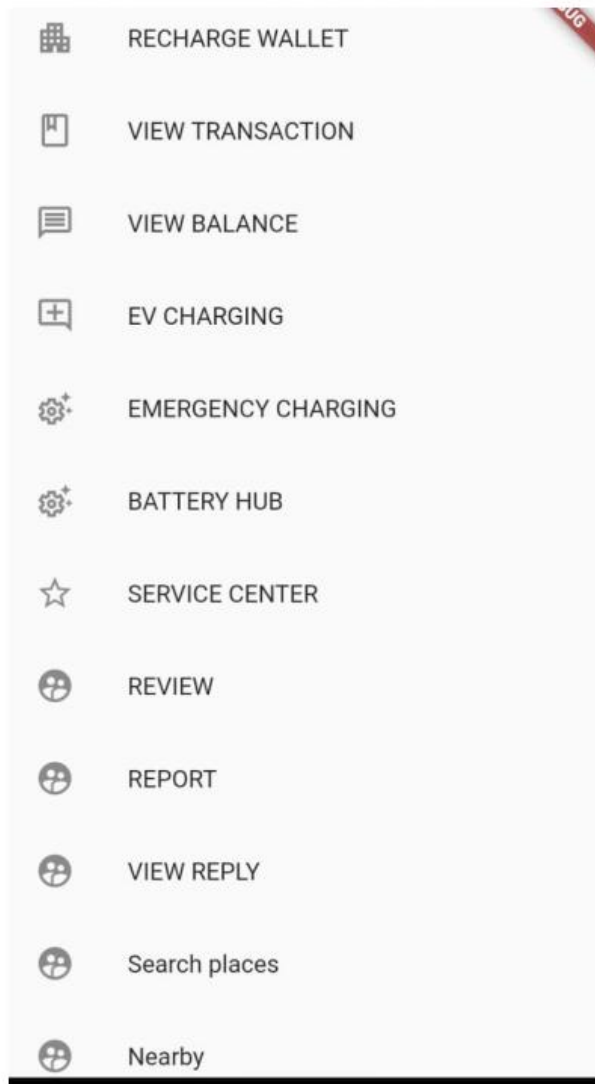 RECHARGE WALLET
VIEW TRANSACTION
VIEW BALANCE
EV CHARGING
EMERGENCY CHARGING
BATTERY HUB
SERVICE CENTER
REVIEW
REPORT
VIEW REPLY
Search places
Nearby